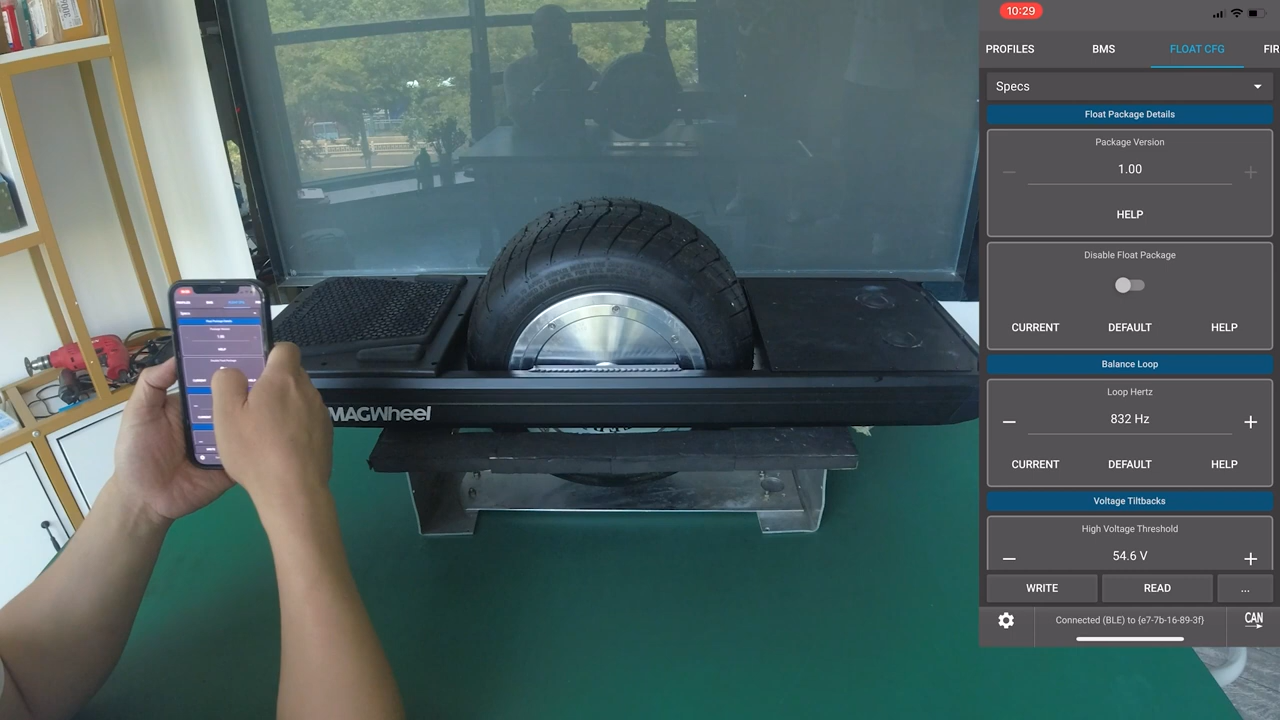 10:29
PROFILES
BMS
FLOAT CFG
FIR
Specs
Float Package Details
Package Version
1.00
HELP
Disable Float Package
CURRENT
DEFAULT
HELP
Balance Loop
Loop Hertz
832 Hz
CURRENT
DEFAULT
HELP
Voltage Tiltbacks
High Voltage Threshold
54.6 V
WRITE
READ
...
Connected (BLE) to {e7-7b-16-89-3f}
CAN
MAGWheel